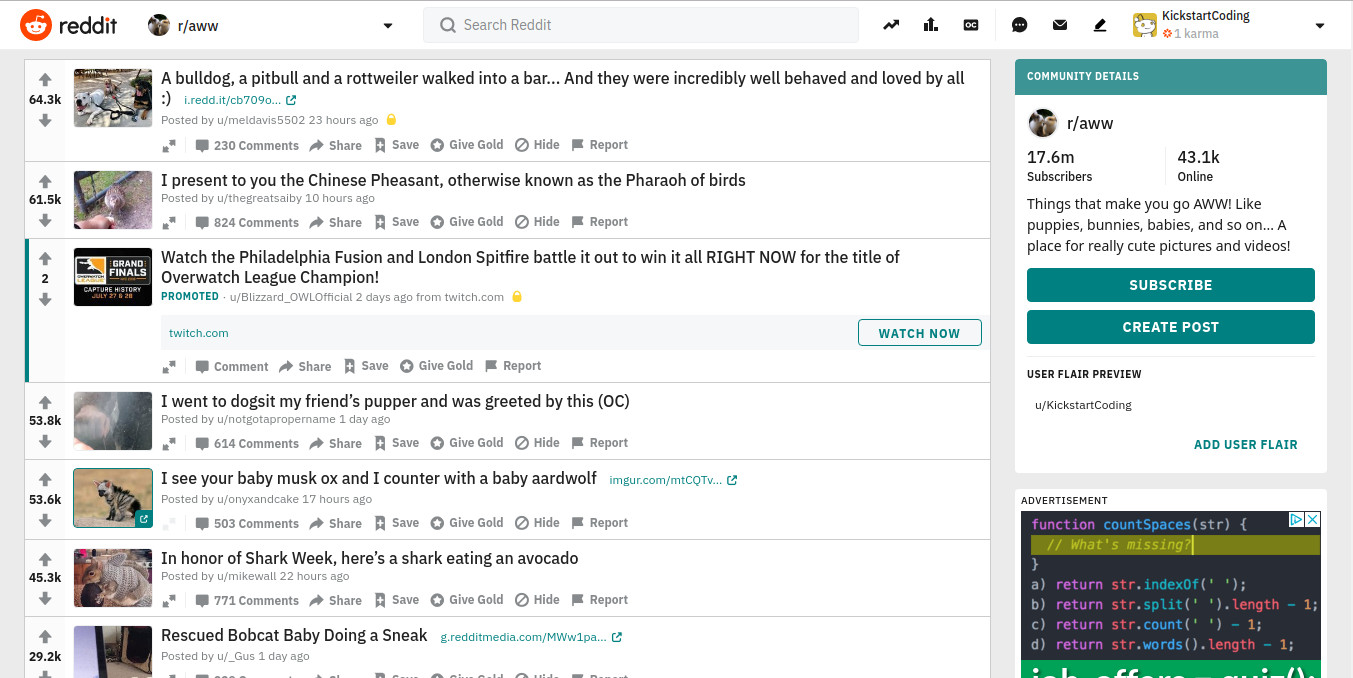 reddit
r/aww
Search Reddit
OC
KickstartCoding
1 karma
64.3k
A bulldog, a pitbull and a rottweiler walked into a bar... And they were incredibly well behaved and loved by all
:) i.redd.it/cb709o...
Posted by u/meldavis5502 23 hours ago
230 Comments Share Save Give Gold Hide Report
61.5k
I present to you the Chinese Pheasant, otherwise known as the Pharaoh of birds
Posted by u/thegreatsaiby 10 hours ago
824 Comments Share Save Give Gold Hide Report
2
OVERWATCH LEAGUE
GRAND FINALS
CAPTURE HISTORY
JULY 27 & 28
Watch the Philadelphia Fusion and London Spitfire battle it out to win it all RIGHT NOW for the title of
Overwatch League Champion!
PROMOTED · u/Blizzard_OWLOfficial 2 days ago from twitch.com
twitch.com
WATCH NOW
Comment Share Save Give Gold Report
53.8k
I went to dogsit my friend's pupper and was greeted by this (OC)
Posted by u/notgotapropername 1 day ago
614 Comments Share Save Give Gold Hide Report
53.6k
I see your baby musk ox and I counter with a baby aardwolf imgur.com/mtCQTv...
Posted by u/onyxandcake 17 hours ago
503 Comments Share Save Give Gold Hide Report
45.3k
In honor of Shark Week, here's a shark eating an avocado
Posted by u/mikewall 22 hours ago
771 Comments Share Save Give Gold Hide Report
29.2k
Rescued Bobcat Baby Doing a Sneak g.redditmedia.com/MWw1pa...
Posted by u/_Gus 1 day ago
COMMUNITY DETAILS
r/aww
17.6m
Subscribers
43.1k
Online
Things that make you go AWW! Like
puppies, bunnies, babies, and so on... A
place for really cute pictures and videos!
SUBSCRIBE
CREATE POST
USER FLAIR PREVIEW
u/KickstartCoding
ADD USER FLAIR
ADVERTISEMENT
function countSpaces(str) {
// What's missing?
}
a) return str.indexOf(' ');
b) return str.split(' ').length - 1;
c) return str.count(' ') - 1;
d) return str.words().length - 1;
job_offers = quiz();